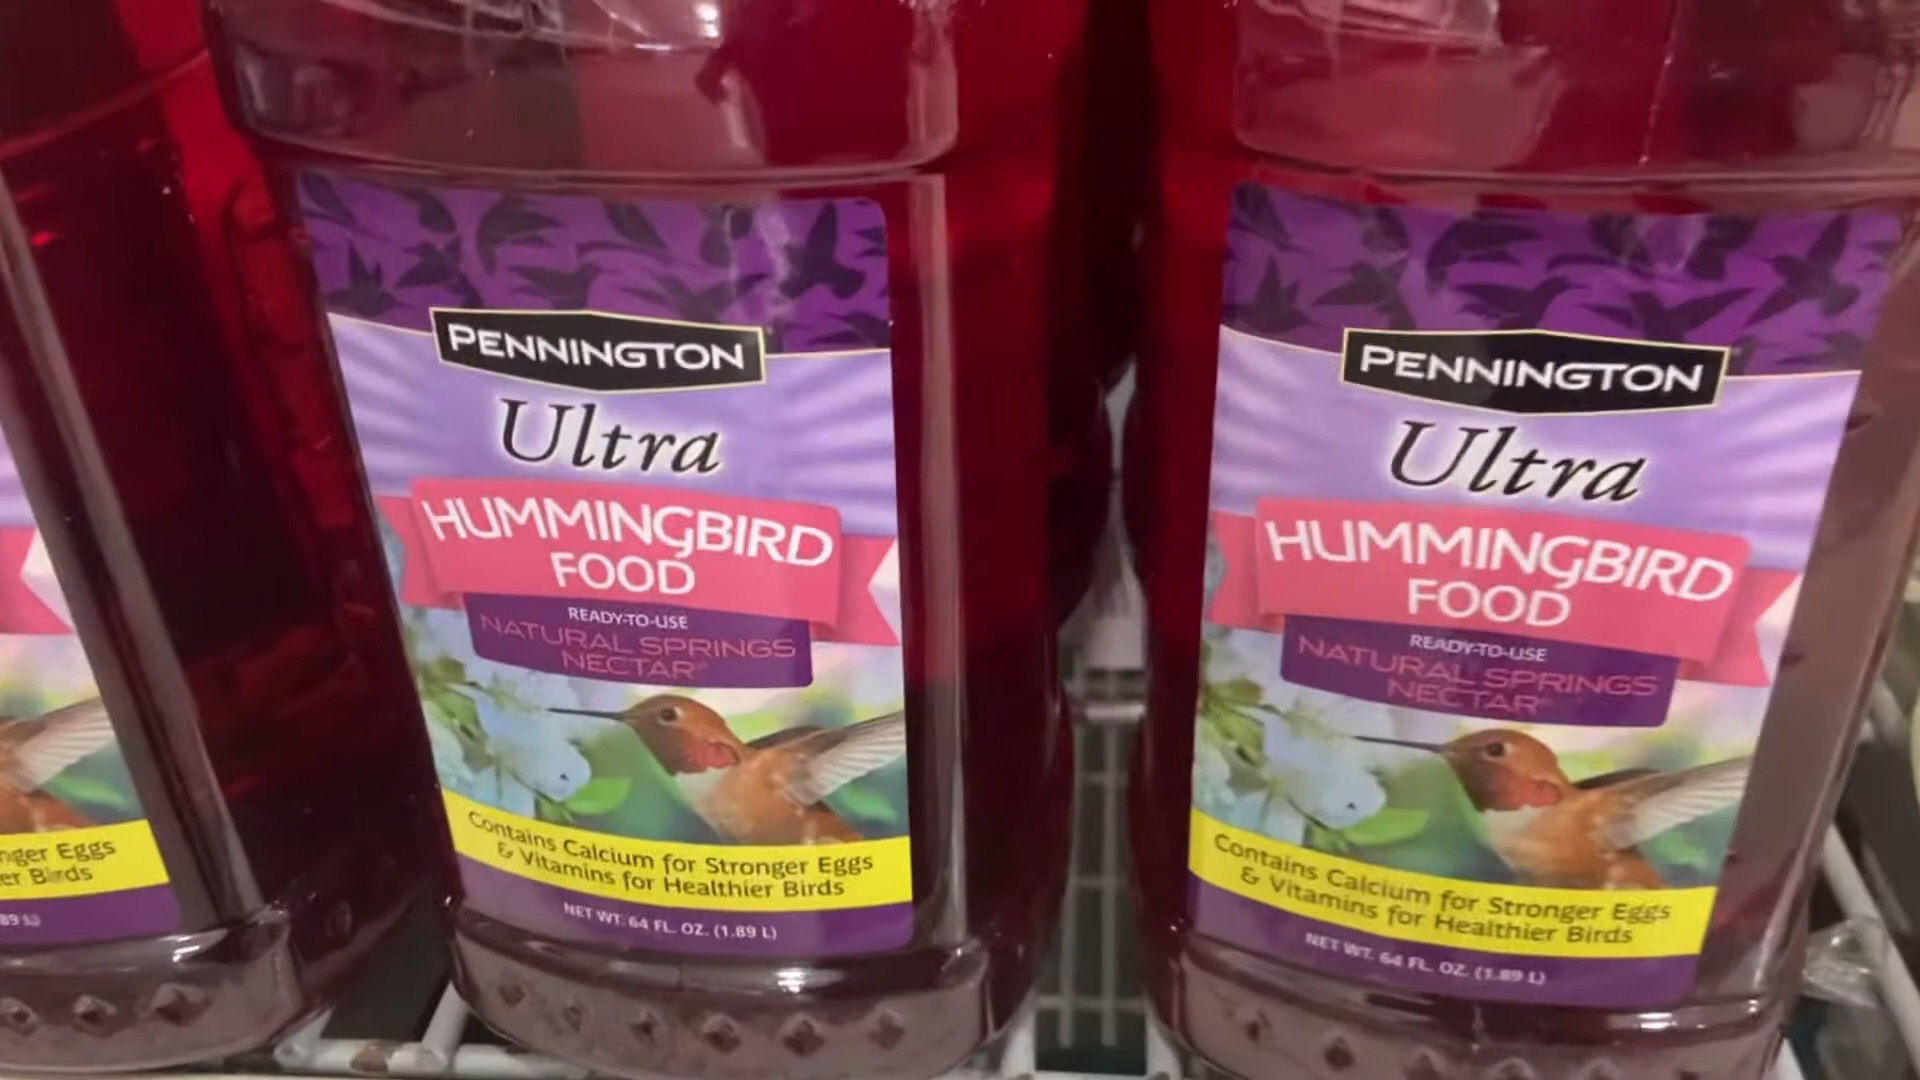 PENNINGTON
Ultra
HUMMINGBIRD
FOOD
READY-TO-USE
NATURAL SPRINGS
NECTAR®
Contains Calcium for Stronger Eggs
& Vitamins for Healthier Birds
NET WT. 64 FL. OZ. (1.89 L)
PENNINGTON
Ultra
HUMMINGBIRD
FOOD
READY-TO-USE
NATURAL SPRINGS
NECTAR®
Contains Calcium for Stronger Eggs
& Vitamins for Healthier Birds
NET WT. 64 FL. OZ. (1.89 L)
Eggs
Birds